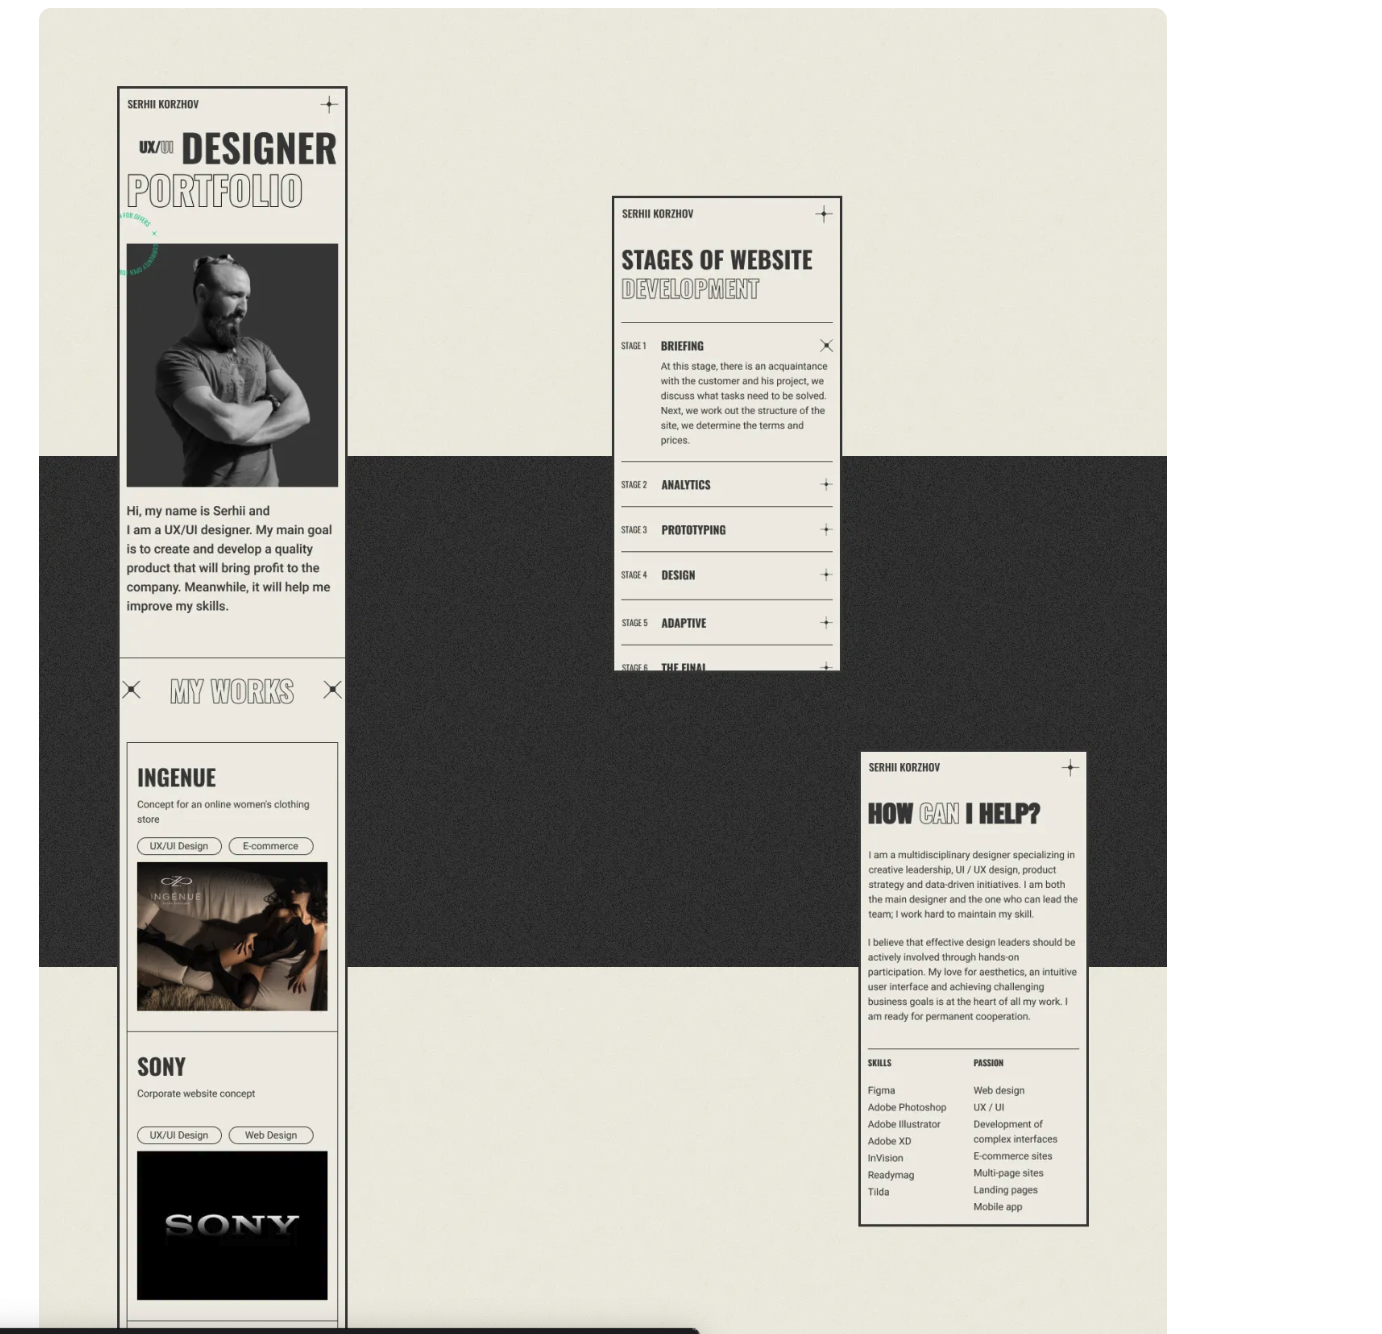 SERHII KORZHOV
UX/UI DESIGNER
PORTFOLIO
FOR OFFERS
OPEN
Hi, my name is Serhii and
I am a UX/UI designer. My main goal
is to create and develop a quality
product that will bring profit to the
company. Meanwhile, it will help me
improve my skills.
MY WORKS
INGENUE
Concept for an online women's clothing
store
UX/UI Design
E-commerce
INGENUE
SONY
Corporate website concept
UX/UI Design
Web Design
SONY
SERHII KORZHOV
STAGES OF WEBSITE
DEVELOPMENT
STAGE 1 BRIEFING
At this stage, there is an acquaintance
with the customer and his project, we
discuss what tasks need to be solved.
Next, we work out the structure of the
site, we determine the terms and
prices.
STAGE 2 ANALYTICS
STAGE 3 PROTOTYPING
STAGE 4 DESIGN
STAGE 5 ADAPTIVE
STAGE 6 THE FINAL
SERHII KORZHOV
HOW CAN I HELP?
I am a multidisciplinary designer specializing in
creative leadership, UI / UX design, product
strategy and data-driven initiatives. I am both
the main designer and the one who can lead the
team; I work hard to maintain my skill.
I believe that effective design leaders should be
actively involved through hands-on
participation. My love for aesthetics, an intuitive
user interface and achieving challenging
business goals is at the heart of all my work. I
am ready for permanent cooperation.
SKILLS
Figma
Adobe Photoshop
Adobe Illustrator
Adobe XD
InVision
Readymag
Tilda
PASSION
Web design
UX / UI
Development of
complex interfaces
E-commerce sites
Multi-page sites
Landing pages
Mobile app